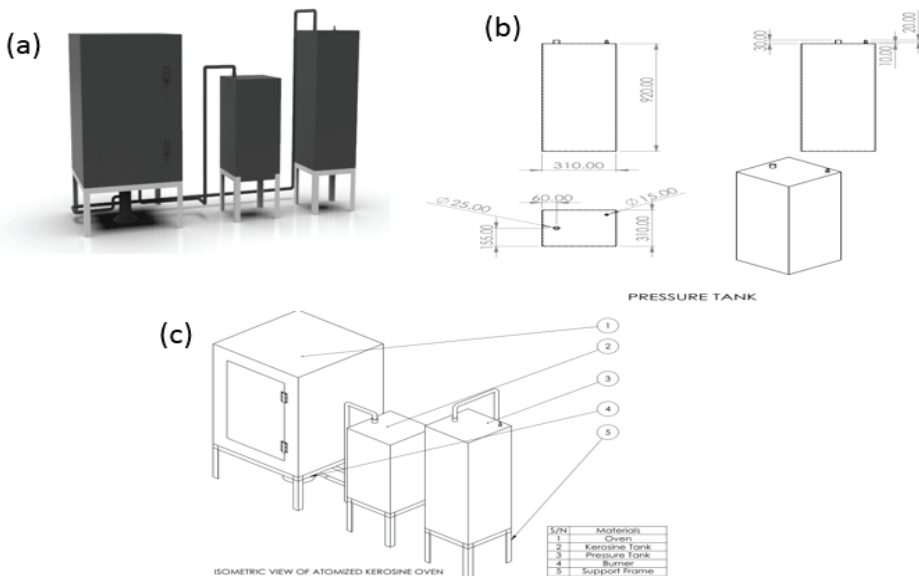 (a)
(b)
30.00
20.00
10.00
920.00
310.00
Ø25.00
60.00
Ø15.00
155.00
310.00
PRESSURE TANK
(c)
1
2
3
4
5
S/N Materials
1 Oven
2 Kerosine Tank
3 Pressure Tank
4 Burner
5 Support Frame
ISOMETRIC VIEW OF ATOMIZED KEROSINE OVEN